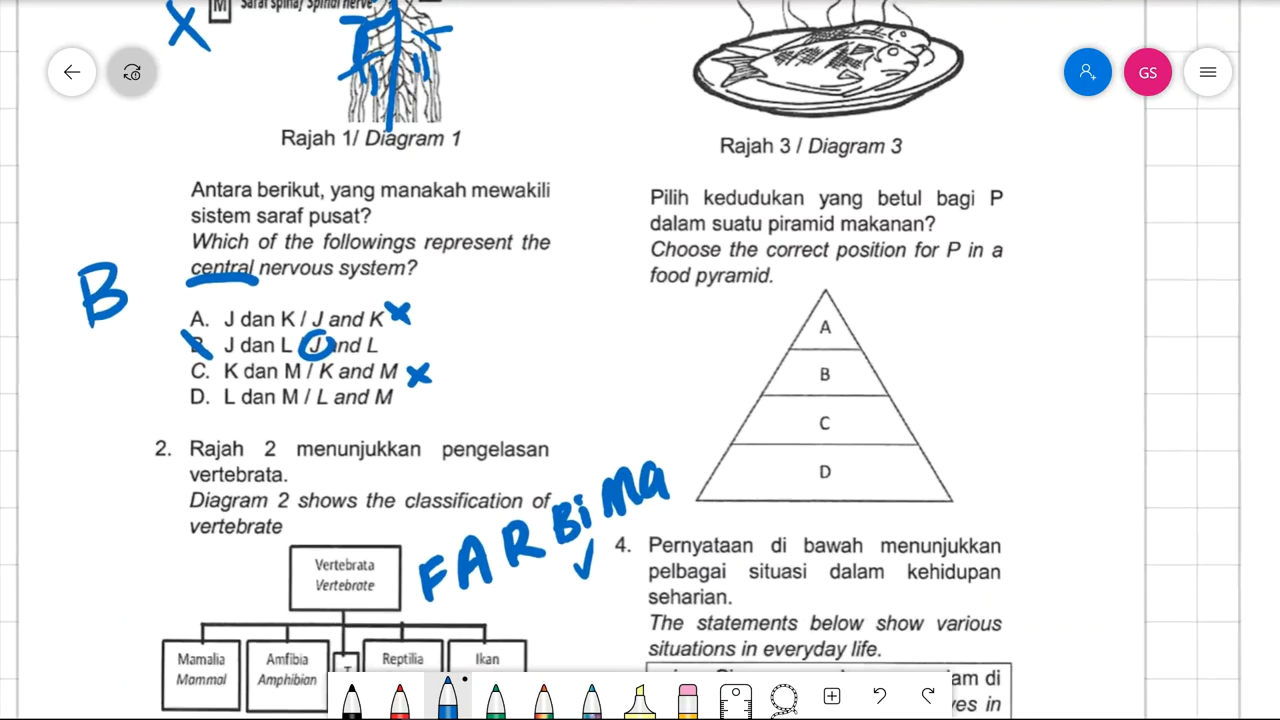 X
M Saraf spina/ Spinal nerve
Rajah 1/ Diagram 1
Antara berikut, yang manakah mewakili
sistem saraf pusat?
Which of the followings represent the
central nervous system?
B
A. J dan K / J and K x
B. J dan L / J and L
C. K dan M / K and M x
D. L dan M / L and M
2. Rajah 2 menunjukkan pengelasan
vertebrata.
Diagram 2 shows the classification of
vertebrate
FARBiMa
Vertebrata
Vertebrate
Mamalia
Mammal
Amfibia
Amphibian
T
Reptilia
Ikan
GS
Rajah 3 / Diagram 3
Pilih kedudukan yang betul bagi P
dalam suatu piramid makanan?
Choose the correct position for P in a
food pyramid.
A
B
C
D
4. Pernyataan di bawah menunjukkan
pelbagai situasi dalam kehidupan
seharian.
The statements below show various
situations in everyday life.